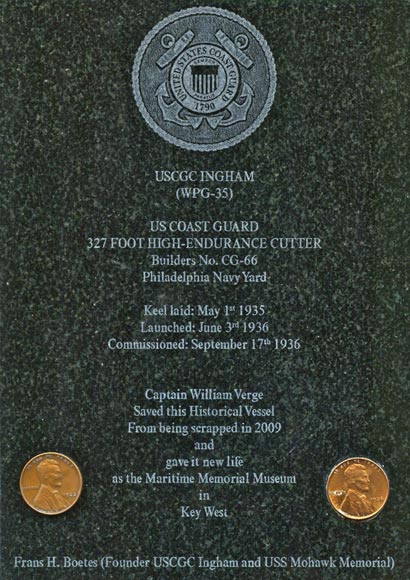 UNITED STATES COAST GUARD
SEMPER
PARATUS
1790
USCGC INGHAM
(WPG-35)
US COAST GUARD
327 FOOT HIGH-ENDURANCE CUTTER
Builders No. CG-66
Philadelphia Navy Yard
Keel laid: May 1st 1935
Launched: June 3rd 1936
Commissioned: September 17th 1936
Captain William Verge
Saved this Historical Vessel
From being scrapped in 2009
and
gave it new life
as the Maritime Memorial Museum
in
Key West
Frans H. Boetes (Founder USCGC Ingham and USS Mohawk Memorial)